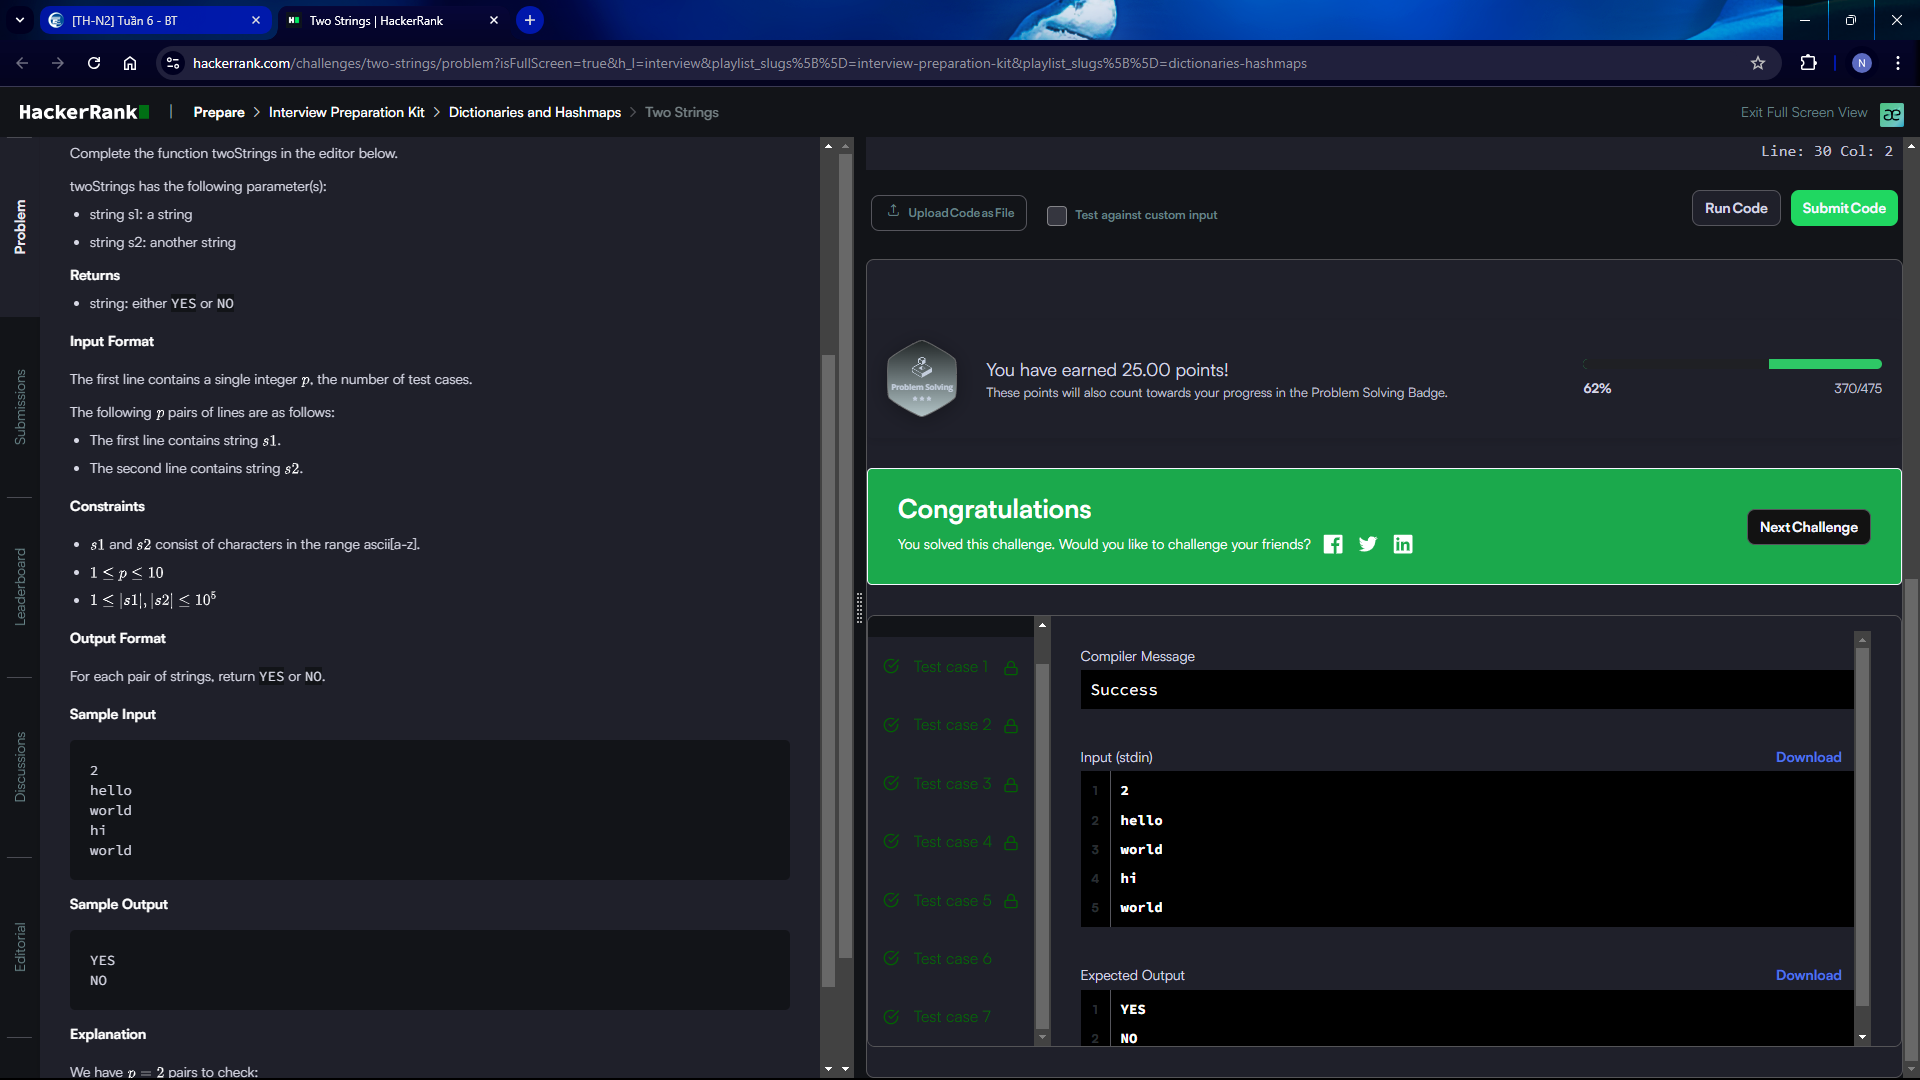 [TH-N2] Tuần 6 - BT
Two Strings | HackerRank
hackerrank.com/challenges/two-strings/problem?isFullScreen=true&h_l=interview&playlist_slugs%5B%5D=interview-preparation-kit&playlist_slugs%5B%5D=dictionaries-hashmaps
N
HackerRank
Prepare > Interview Preparation Kit > Dictionaries and Hashmaps > Two Strings
Exit Full Screen View
æ
Problem
Submissions
Leaderboard
Discussions
Editorial
Complete the function twoStrings in the editor below.
twoStrings has the following parameter(s):
• string s1: a string
• string s2: another string
Returns
• string: either YES or NO
Input Format
The first line contains a single integer p, the number of test cases.
The following p pairs of lines are as follows:
• The first line contains string s1.
• The second line contains string s2.
Constraints
• s1 and s2 consist of characters in the range ascii[a-z].
• 1 ≤ p ≤ 10
• 1 ≤ |s1|, |s2| ≤ 10⁵
Output Format
For each pair of strings, return YES or NO.
Sample Input
2
hello
world
hi
world
Sample Output
YES
NO
Explanation
We have p = 2 pairs to check:
Line: 30 Col: 2
Upload Code as File
Test against custom input
Run Code
Submit Code
Problem Solving
You have earned 25.00 points!
These points will also count towards your progress in the Problem Solving Badge.
62%
370/475
Congratulations
You solved this challenge. Would you like to challenge your friends?
Next Challenge
Test case 1
Test case 2
Test case 3
Test case 4
Test case 5
Test case 6
Test case 7
Compiler Message
Success
Input (stdin)
Download
1 2
2 hello
3 world
4 hi
5 world
Expected Output
Download
1 YES
2 NO